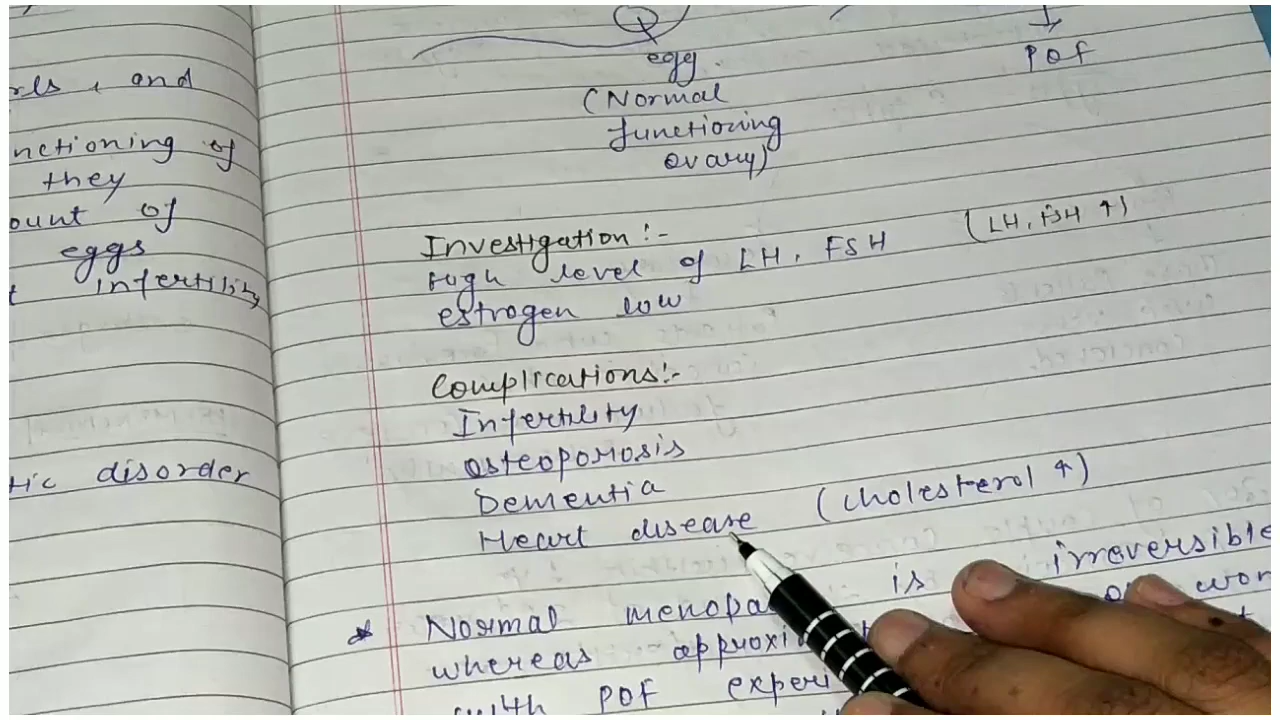 rls, and
nctioning of
they
ount of
eggs
infertility
tic disorder
egg.
(Normal
functioning
ovary)
POF
Investigation :-
High level of LH, FSH (LH, FSH ↑)
estrogen low
Complications :-
Infertility
osteoporosis
Dementia
Heart disease (cholesterol ↑)
* Normal is irreversible
whereas
with POF